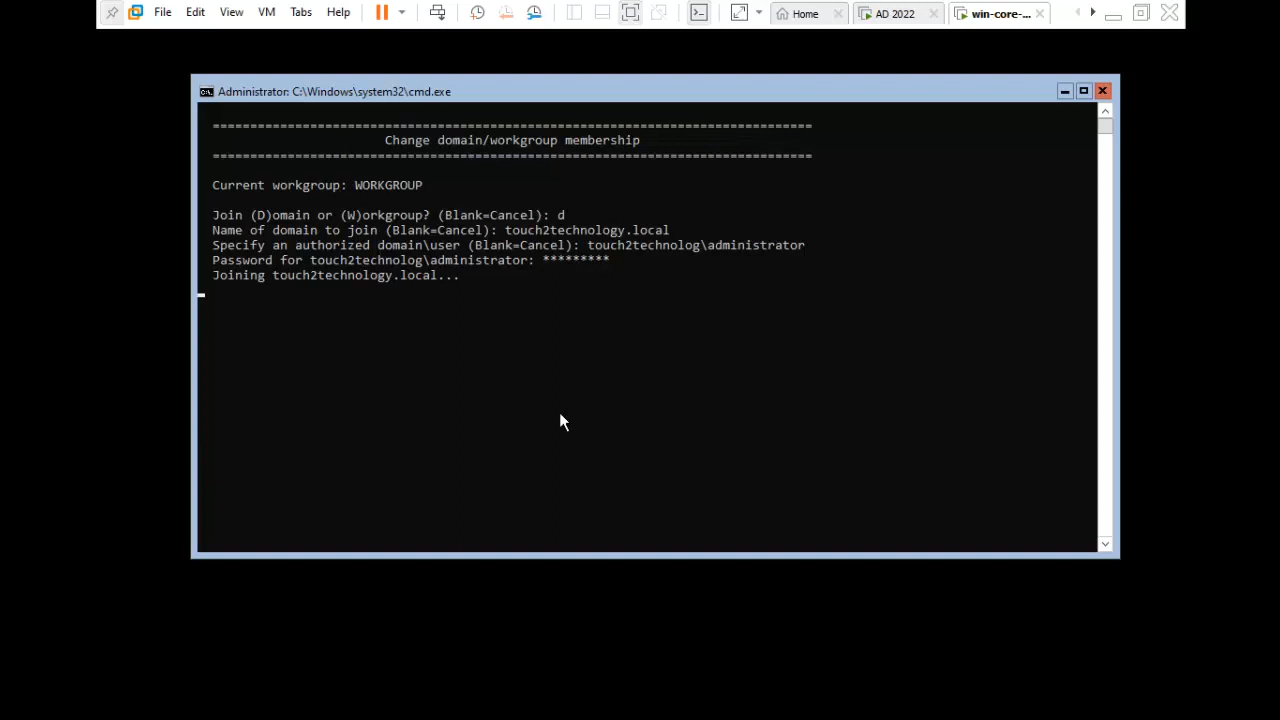 File Edit View VM Tabs Help Home AD 2022 win-core-...
Administrator: C:\Windows\system32\cmd.exe
================================================================================
Change domain/workgroup membership
================================================================================
Current workgroup: WORKGROUP
Join (D)omain or (W)orkgroup? (Blank=Cancel): d
Name of domain to join (Blank=Cancel): touch2technology.local
Specify an authorized domain\user (Blank=Cancel): touch2technolog\administrator
Password for touch2technolog\administrator: *********
Joining touch2technology.local...